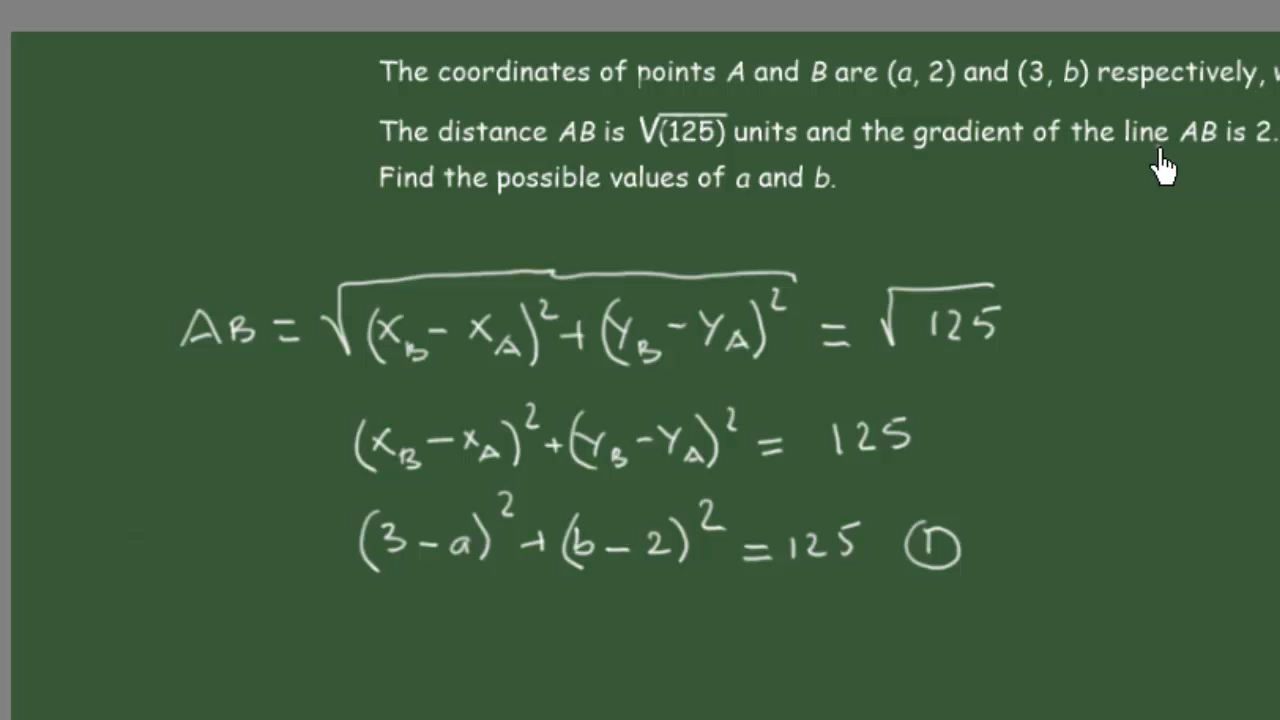 The coordinates of points A and B are (a, 2) and (3, b) respectively,
The distance AB is √(125) units and the gradient of the line AB is 2.
Find the possible values of a and b.
AB = √(x_B - x_A)² + (y_B - y_A)² = √125
(x_B - x_A)² + (y_B - y_A)² = 125
(3 - a)² + (b - 2)² = 125 ①